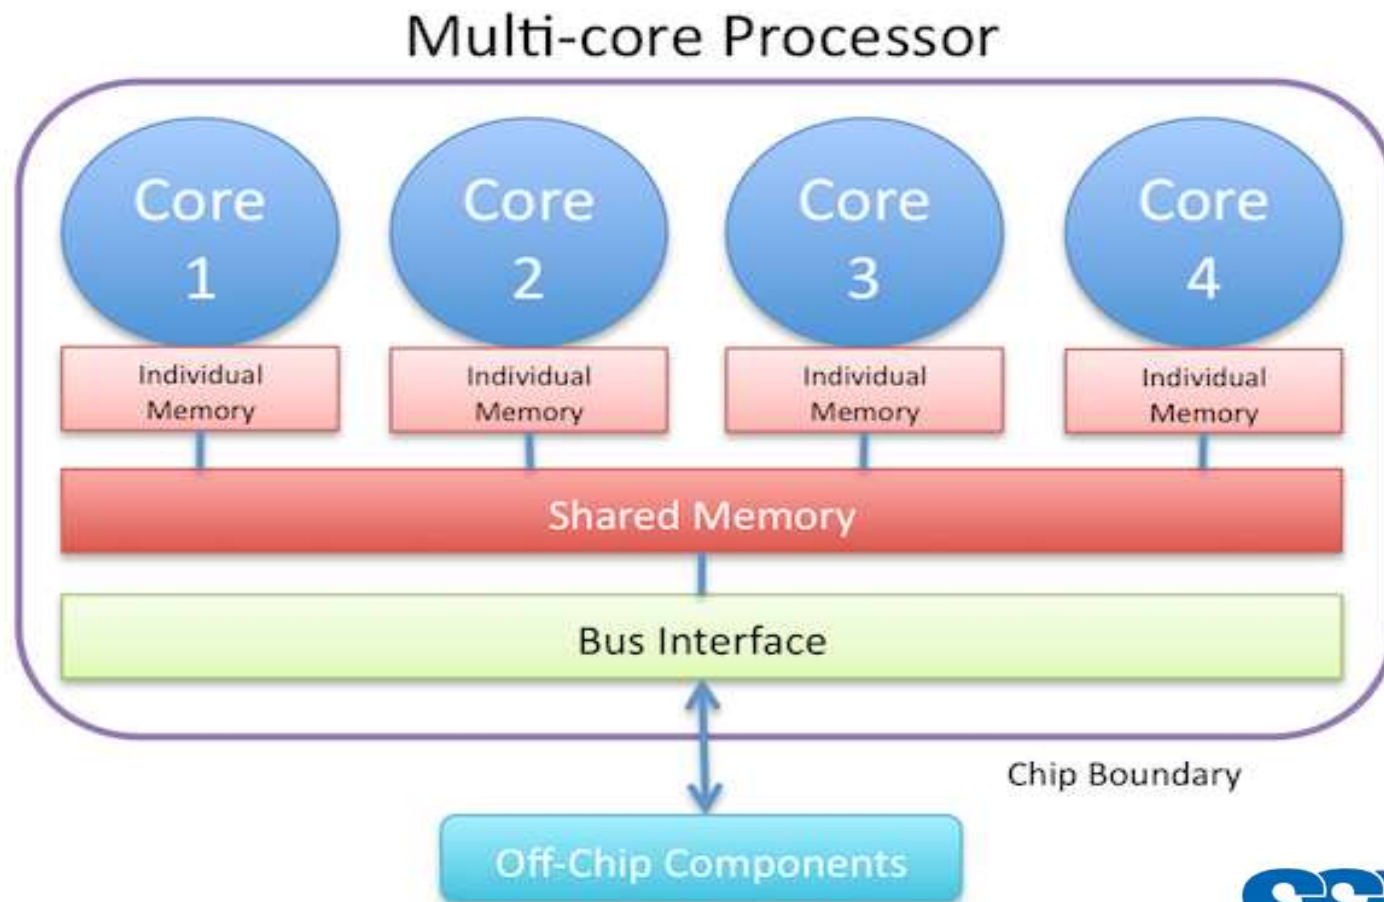 Multi-core Processor
Core
1
Core
2
Core
3
Core
4
Individual
Memory
Individual
Memory
Individual
Memory
Individual
Memory
Shared Memory
Bus Interface
Chip Boundary
Off-Chip Components